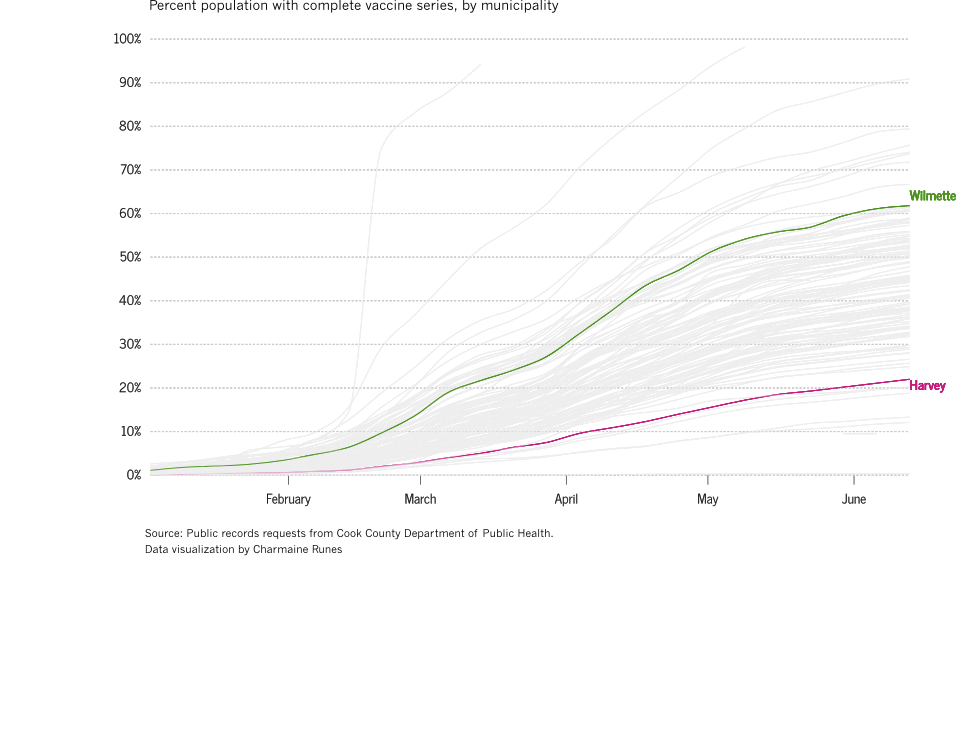 Percent population with complete vaccine series, by municipality
100%
90%
80%
70%
Wilmette
60%
50%
40%
30%
20%
Harvey
10%
0%
February March April May June
Source: Public records requests from Cook County Department of Public Health.
Data visualization by Charmaine Runes